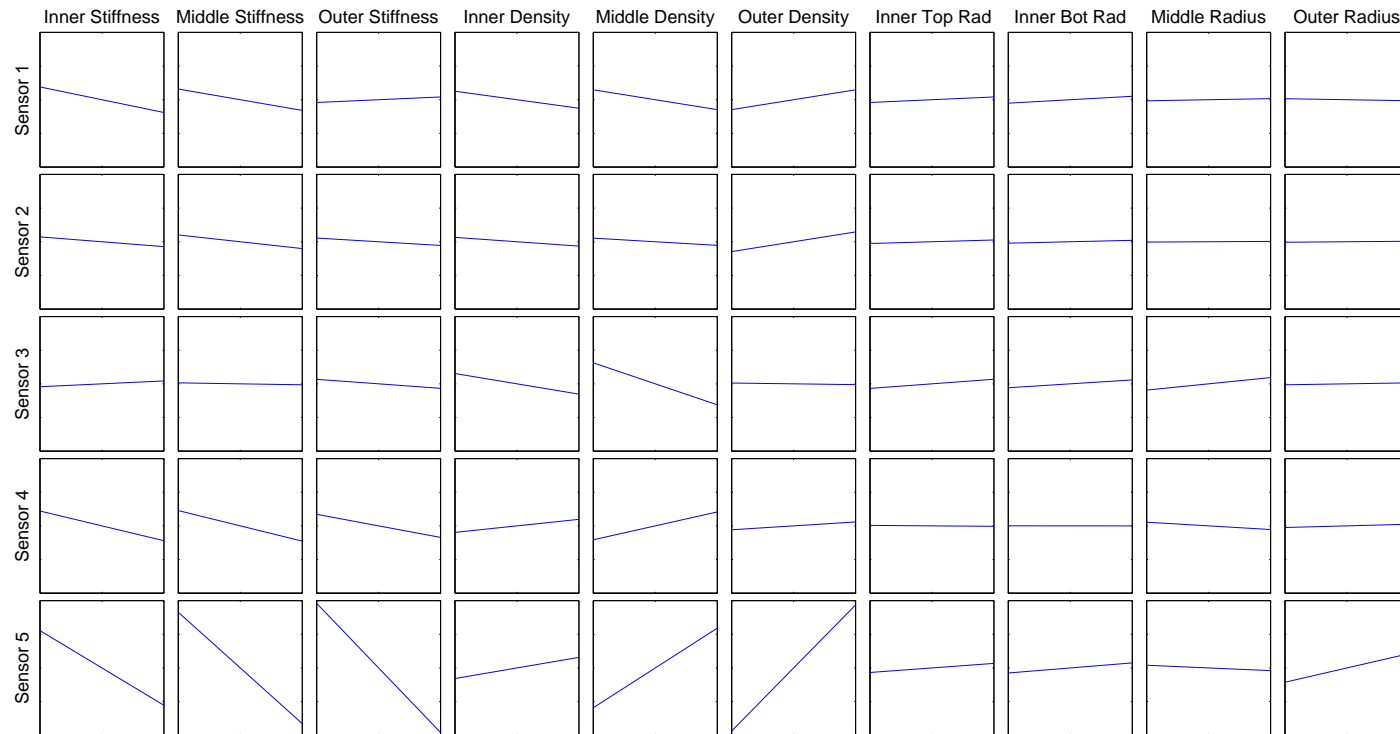 Inner Stiffness Middle Stiffness Outer Stiffness Inner Density Middle Density Outer Density Inner Top Rad Inner Bot Rad Middle Radius Outer Radius
Sensor 1
Sensor 2
Sensor 3
Sensor 4
Sensor 5